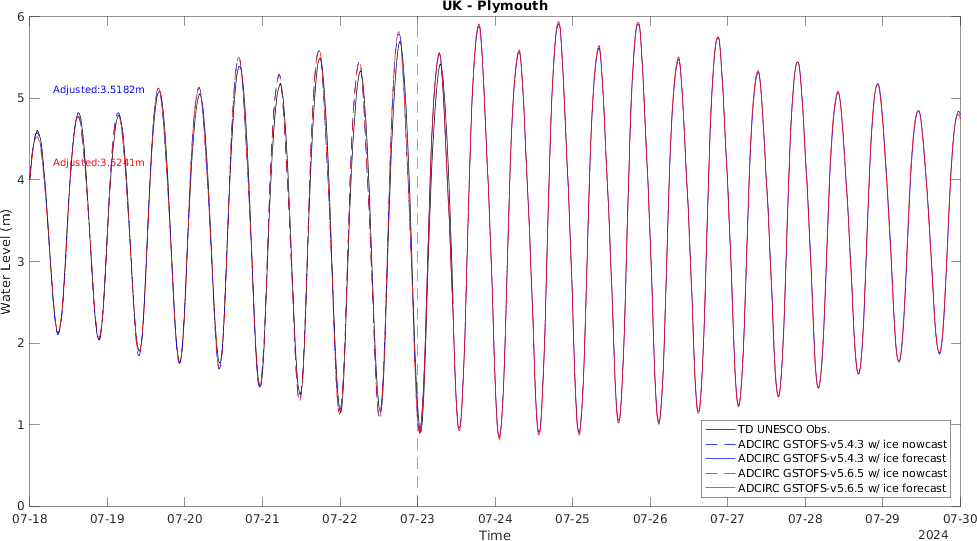 UK - Plymouth
6
5
4
3
2
1
0
Water Level (m)
Adjusted:3.5182m
Adjusted:3.5241m
TD UNESCO Obs.
ADCIRC GSTOFS-v5.4.3 w/ ice nowcast
ADCIRC GSTOFS-v5.4.3 w/ ice forecast
ADCIRC GSTOFS-v5.6.5 w/ ice nowcast
ADCIRC GSTOFS-v5.6.5 w/ ice forecast
07-18 07-19 07-20 07-21 07-22 07-23 07-24 07-25 07-26 07-27 07-28 07-29 07-30
Time
2024